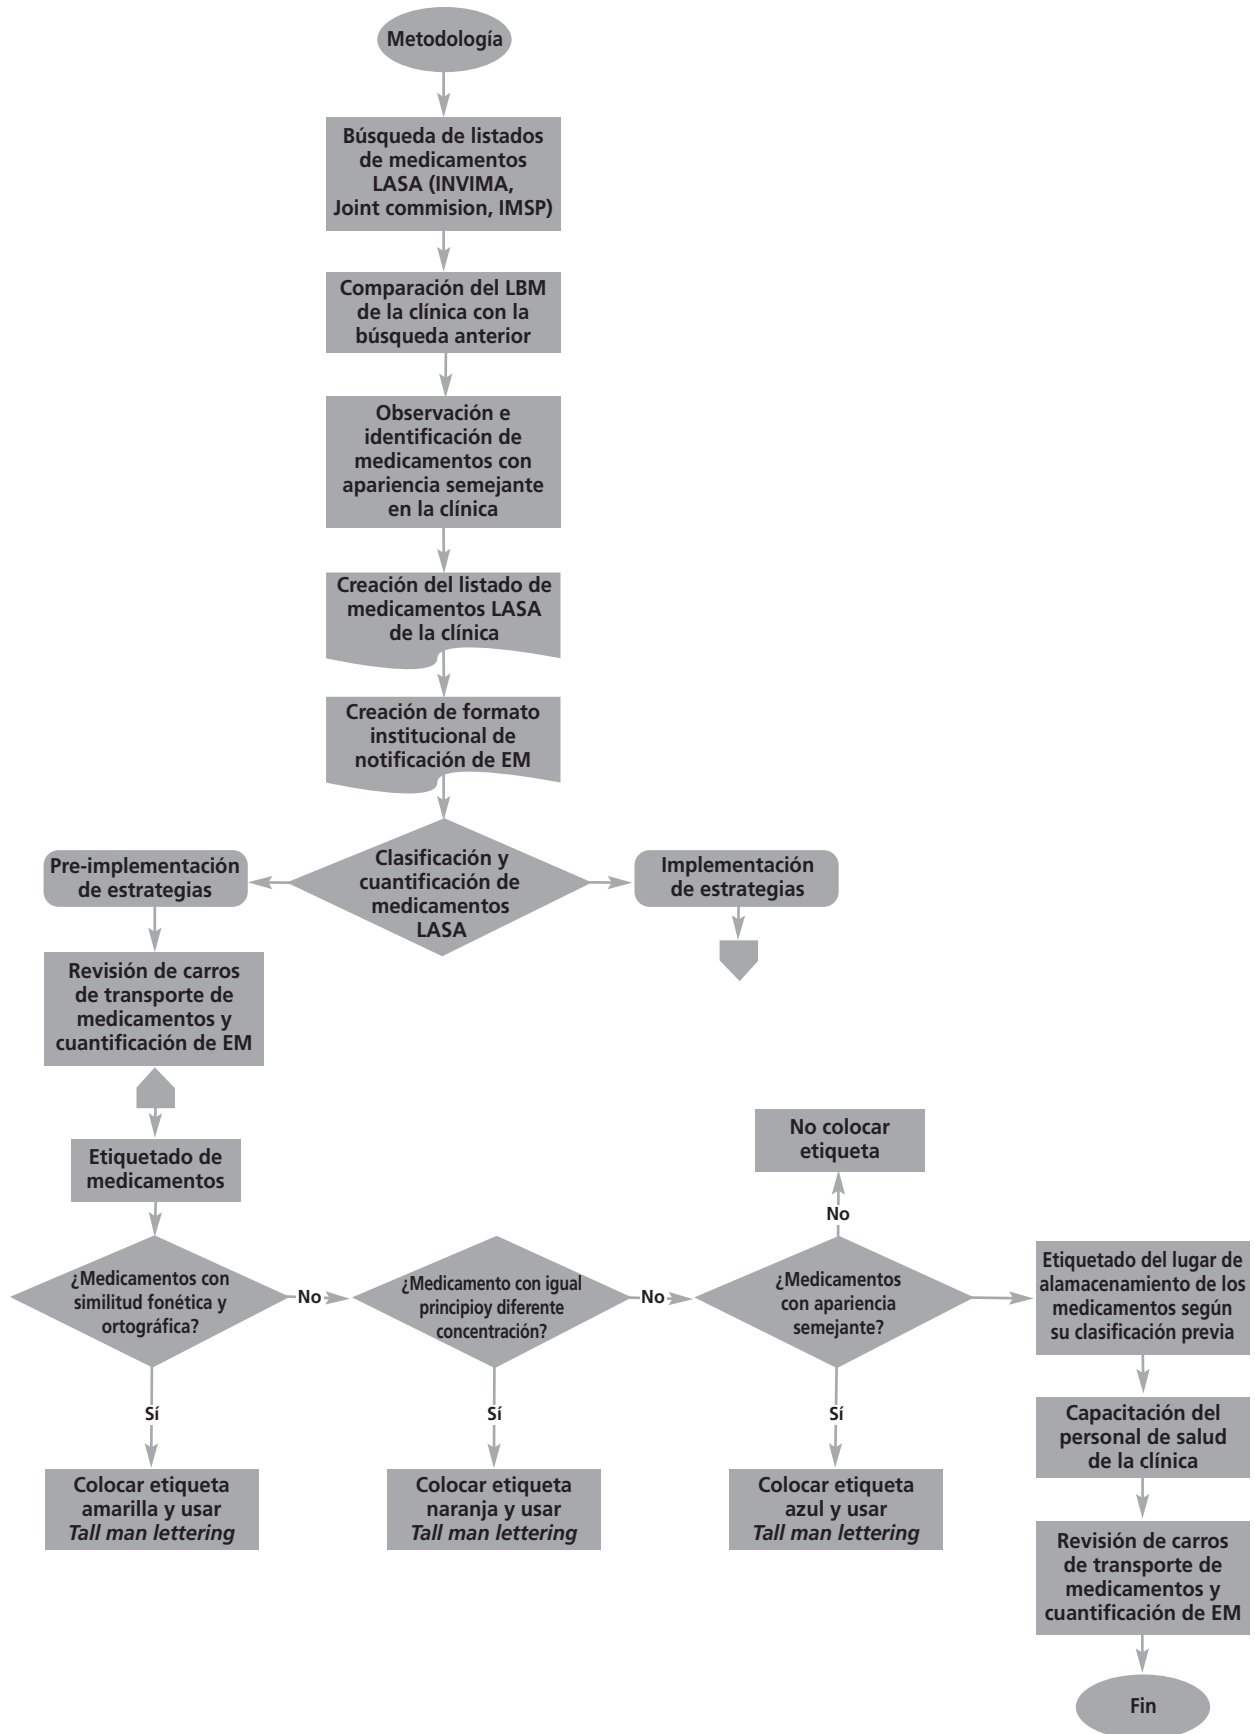 Metodología
Búsqueda de listados
de medicamentos
LASA (INVIMA,
Joint commision, IMSP)
Comparación del LBM
de la clínica con la
búsqueda anterior
Observación e
identificación de
medicamentos con
apariencia semejante
en la clínica
Creación del listado de
medicamentos LASA
de la clínica
Creación de formato
institucional de
notificación de EM
Clasificación y
cuantificación de
medicamentos
LASA
Pre-implementación
de estrategias
Implementación
de estrategias
Revisión de carros
de transporte de
medicamentos y
cuantificación de EM
Etiquetado de
medicamentos
¿Medicamentos con
similitud fonética y
ortográfica?
No
¿Medicamento con igual
principioy diferente
concentración?
No
¿Medicamentos
con apariencia
semejante?
No
No colocar
etiqueta
Sí
Colocar etiqueta
amarilla y usar
Tall man lettering
Sí
Colocar etiqueta
naranja y usar
Tall man lettering
Sí
Colocar etiqueta
azul y usar
Tall man lettering
Etiquetado del lugar de
alamacenamiento de los
medicamentos según
su clasificación previa
Capacitación del
personal de salud
de la clínica
Revisión de carros
de transporte de
medicamentos y
cuantificación de EM
Fin